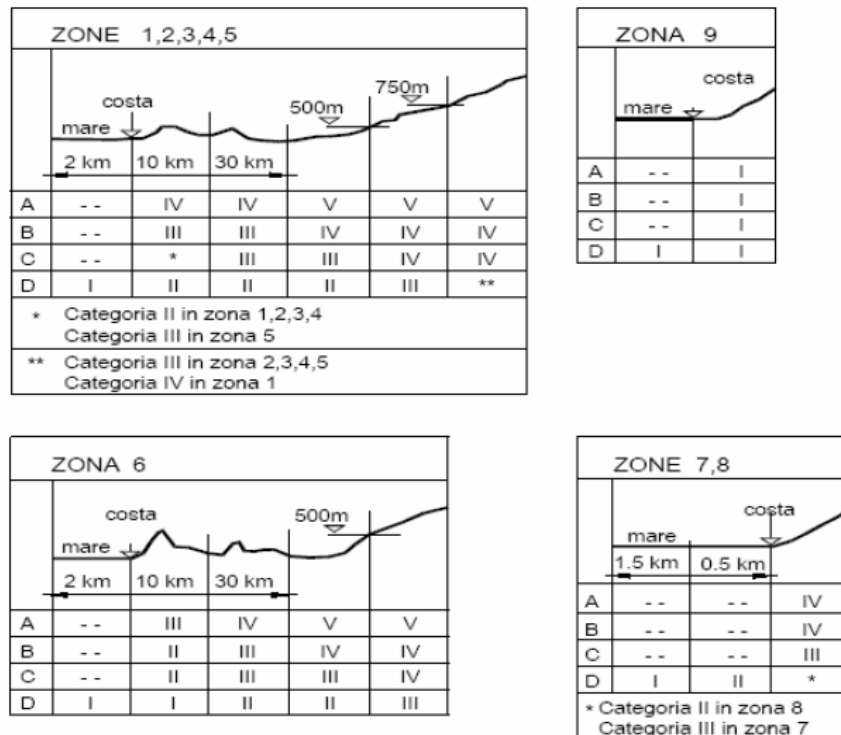 ZONE 1,2,3,4,5
costa
mare
500m
750m
2 km 10 km 30 km
A -- IV IV V V V
B -- III III IV IV IV
C -- * III III IV IV
D I II II II III **
* Categoria II in zona 1,2,3,4
Categoria III in zona 5
** Categoria III in zona 2,3,4,5
Categoria IV in zona 1
ZONA 9
costa
mare
A -- I
B -- I
C -- I
D I I
ZONA 6
costa
500m
mare
2 km 10 km 30 km
A -- III IV V V
B -- II III IV IV
C -- II III III IV
D I I II II III
ZONE 7,8
costa
mare
1.5 km 0.5 km
A -- -- IV
B -- -- IV
C -- -- III
D I II *
* Categoria II in zona 8
Categoria III in zona 7